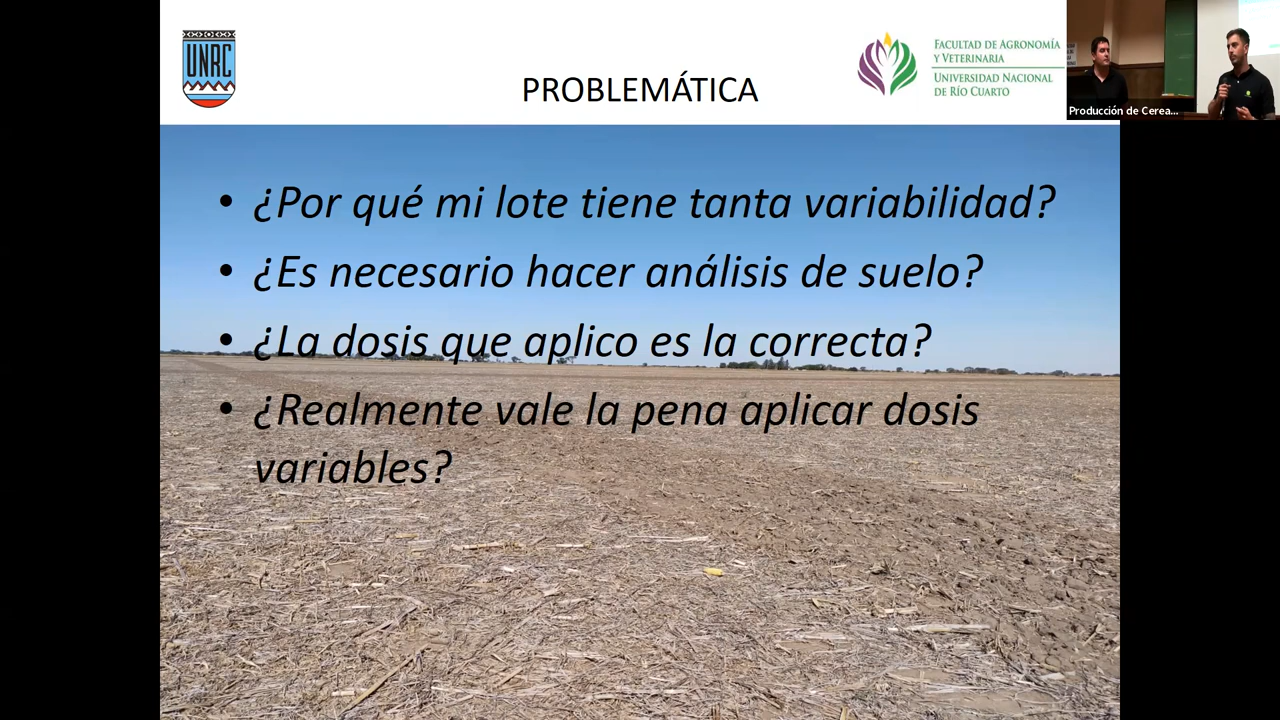 UNRC
PROBLEMÁTICA
FACULTAD DE AGRONOMÍA
Y VETERINARIA
UNIVERSIDAD NACIONAL
DE RÍO CUARTO
Producción de Cerea...
• ¿Por qué mi lote tiene tanta variabilidad?
• ¿Es necesario hacer análisis de suelo?
• ¿La dosis que aplico es la correcta?
• ¿Realmente vale la pena aplicar dosis
variables?